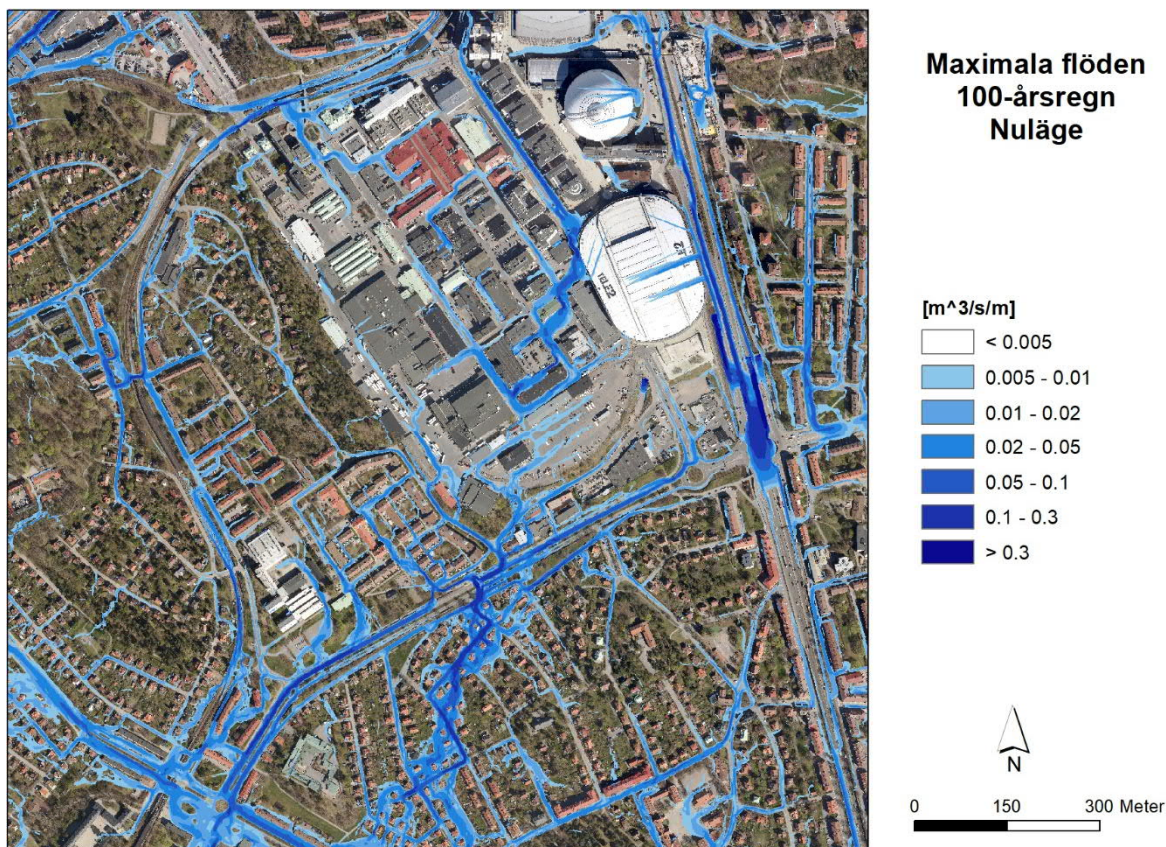 Maximala flöden
100-årsregn
Nuläge
[m^3/s/m]
< 0.005
0.005 - 0.01
0.01 - 0.02
0.02 - 0.05
0.05 - 0.1
0.1 - 0.3
> 0.3
N
0 150 300 Meter
TELE2